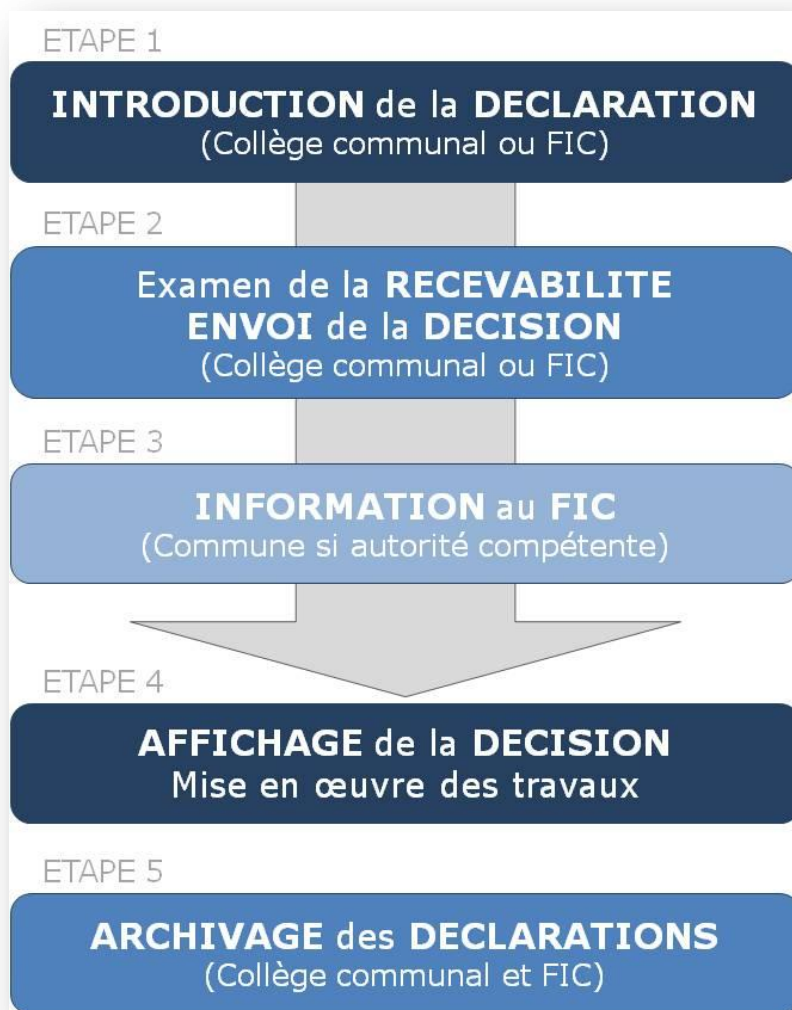 ETAPE 1
INTRODUCTION de la DECLARATION
(Collège communal ou FIC)
ETAPE 2
Examen de la RECEVABILITE
ENVOI de la DECISION
(Collège communal ou FIC)
ETAPE 3
INFORMATION au FIC
(Commune si autorité compétente)
ETAPE 4
AFFICHAGE de la DECISION
Mise en œuvre des travaux
ETAPE 5
ARCHIVAGE des DECLARATIONS
(Collège communal et FIC)